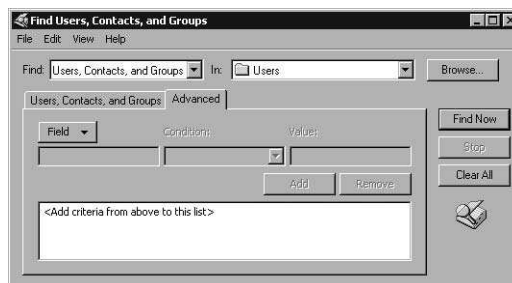 Find Users, Contacts, and Groups
File Edit View Help
Find: Users, Contacts, and Groups In: Users Browse...
Users, Contacts, and Groups Advanced
Find Now
Field Condition: Value:
Stop
Clear All
Add Remove
<Add criteria from above to this list>